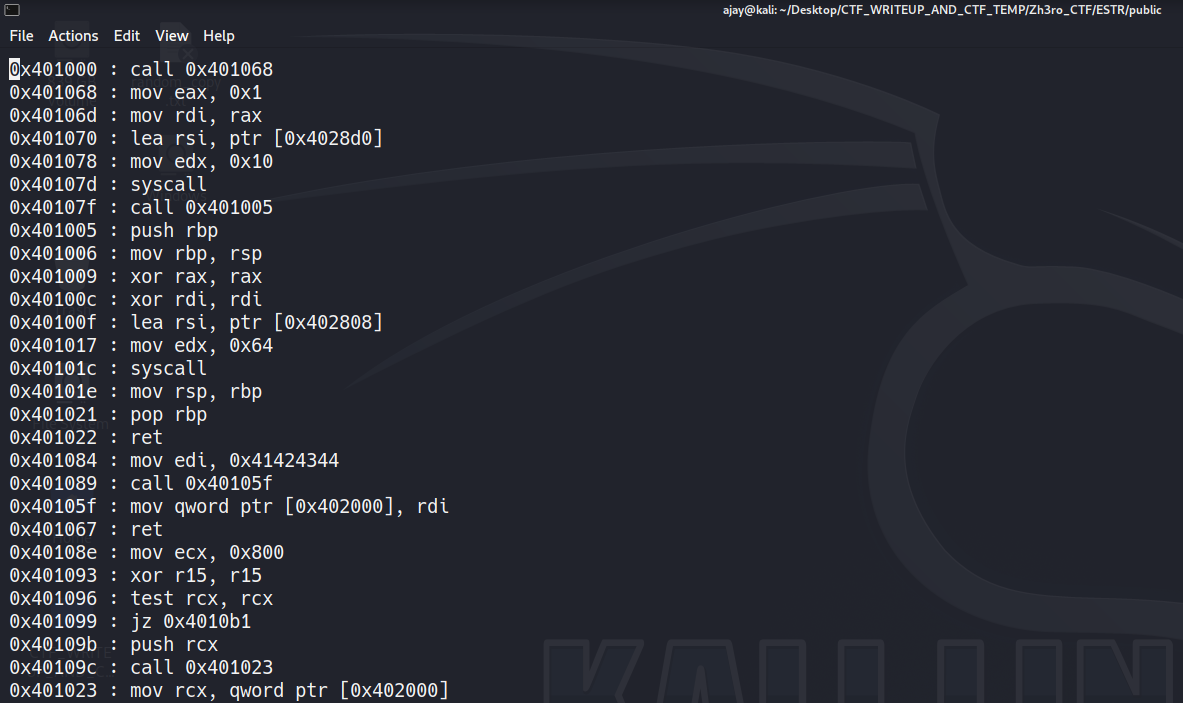 ajay@kali: ~/Desktop/CTF_WRITEUP_AND_CTF_TEMP/Zh3ro_CTF/ESTR/public
File Actions Edit View Help
0x401000 : call 0x401068
0x401068 : mov eax, 0x1
0x40106d : mov rdi, rax
0x401070 : lea rsi, ptr [0x4028d0]
0x401078 : mov edx, 0x10
0x40107d : syscall
0x40107f : call 0x401005
0x401005 : push rbp
0x401006 : mov rbp, rsp
0x401009 : xor rax, rax
0x40100c : xor rdi, rdi
0x40100f : lea rsi, ptr [0x402808]
0x401017 : mov edx, 0x64
0x40101c : syscall
0x40101e : mov rsp, rbp
0x401021 : pop rbp
0x401022 : ret
0x401084 : mov edi, 0x41424344
0x401089 : call 0x40105f
0x40105f : mov qword ptr [0x402000], rdi
0x401067 : ret
0x40108e : mov ecx, 0x800
0x401093 : xor r15, r15
0x401096 : test rcx, rcx
0x401099 : jz 0x4010b1
0x40109b : push rcx
0x40109c : call 0x401023
0x401023 : mov rcx, qword ptr [0x402000]